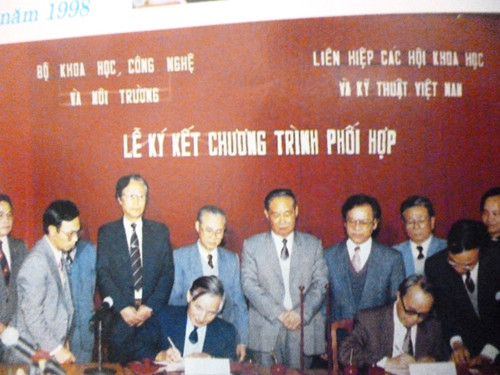 năm 1998
BỘ KHOA HỌC, CÔNG NGHỆ
VÀ MÔI TRƯỜNG
LIÊN HIỆP CÁC HỘI KHOA HỌC
VÀ KỸ THUẬT VIỆT NAM
LỄ KÝ KẾT CHƯƠNG TRÌNH PHỐI HỢP